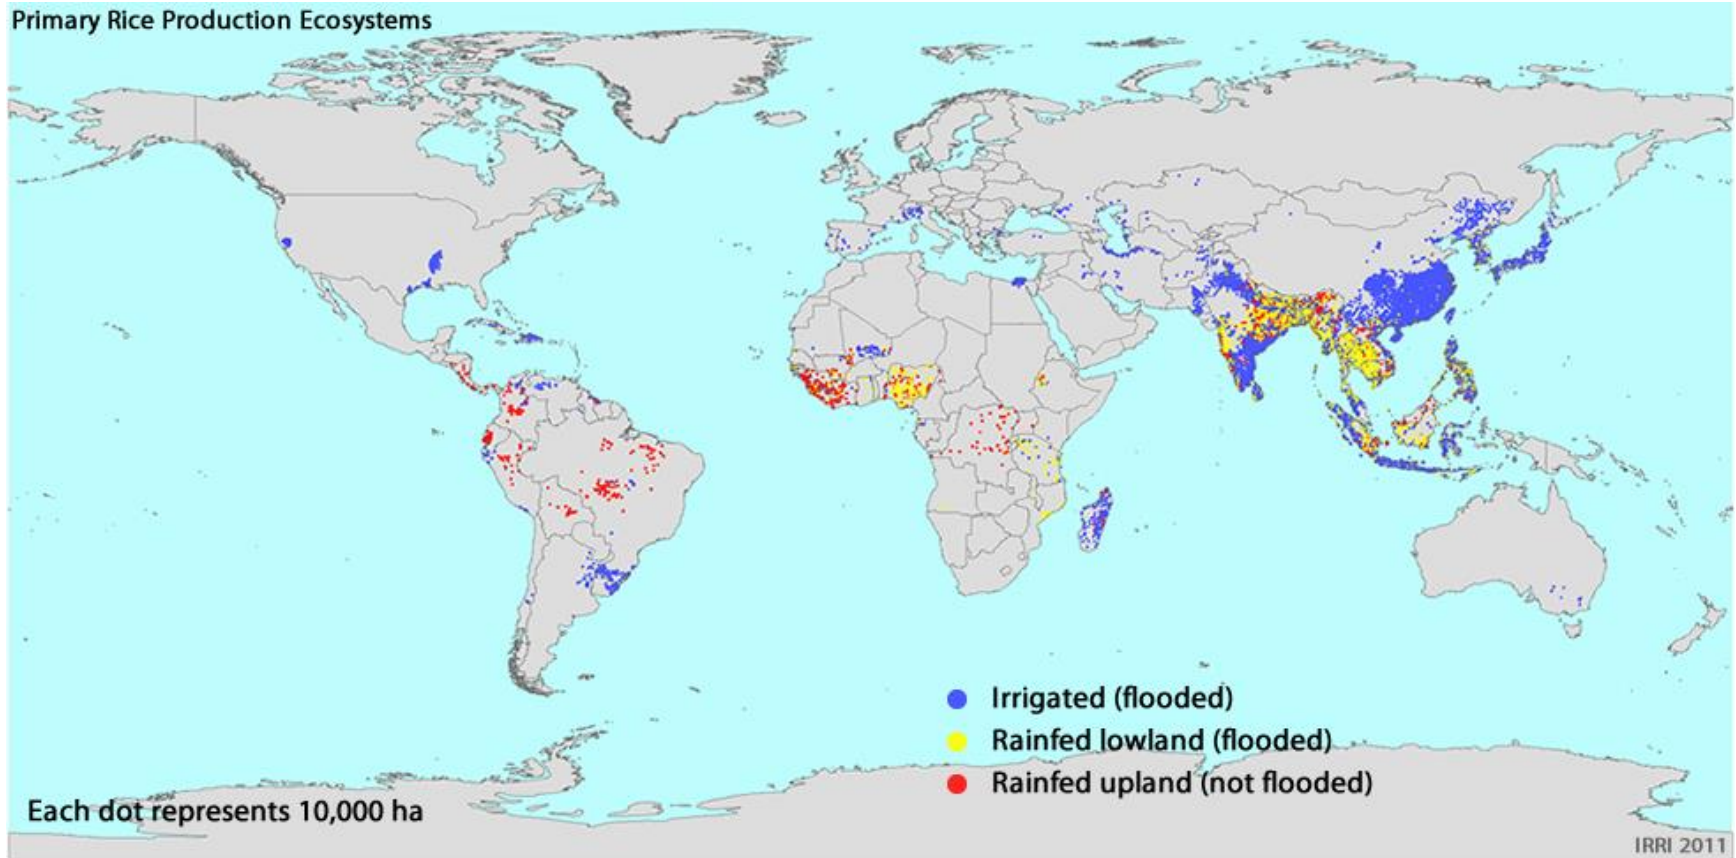 Primary Rice Production Ecosystems
Irrigated (flooded)
Rainfed lowland (flooded)
Rainfed upland (not flooded)
Each dot represents 10,000 ha
IRRI 2011